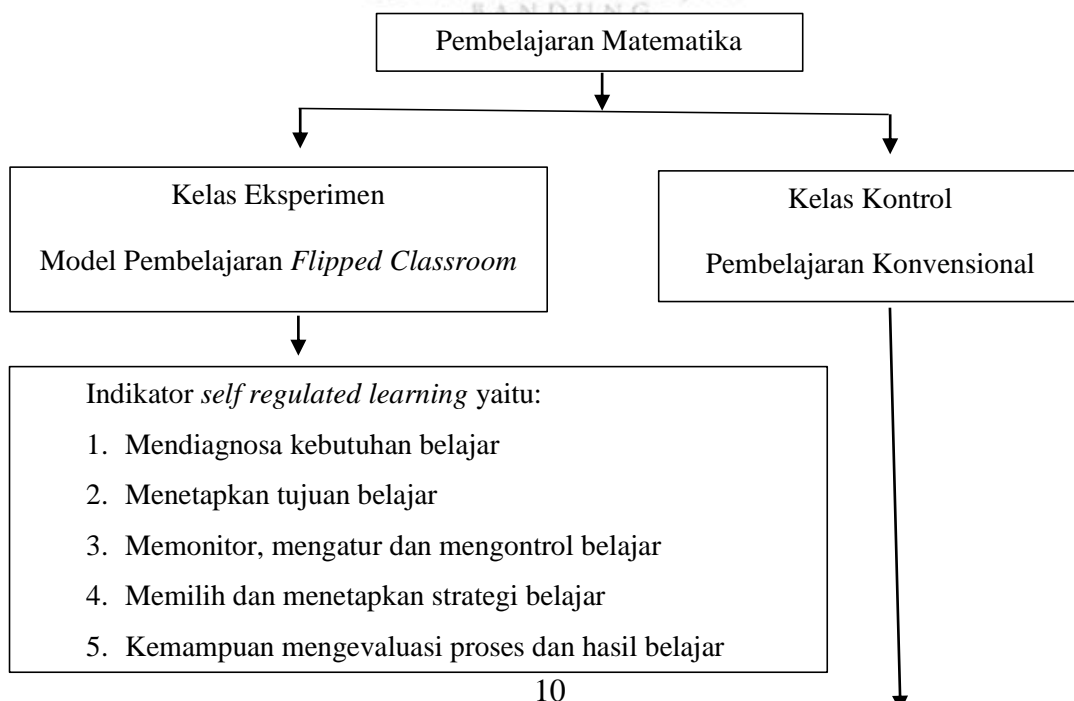 BANDUNG
Pembelajaran Matematika
Kelas Eksperimen
Model Pembelajaran Flipped Classroom
Kelas Kontrol
Pembelajaran Konvensional
Indikator self regulated learning yaitu:
1. Mendiagnosa kebutuhan belajar
2. Menetapkan tujuan belajar
3. Memonitor, mengatur dan mengontrol belajar
4. Memilih dan menetapkan strategi belajar
5. Kemampuan mengevaluasi proses dan hasil belajar
10